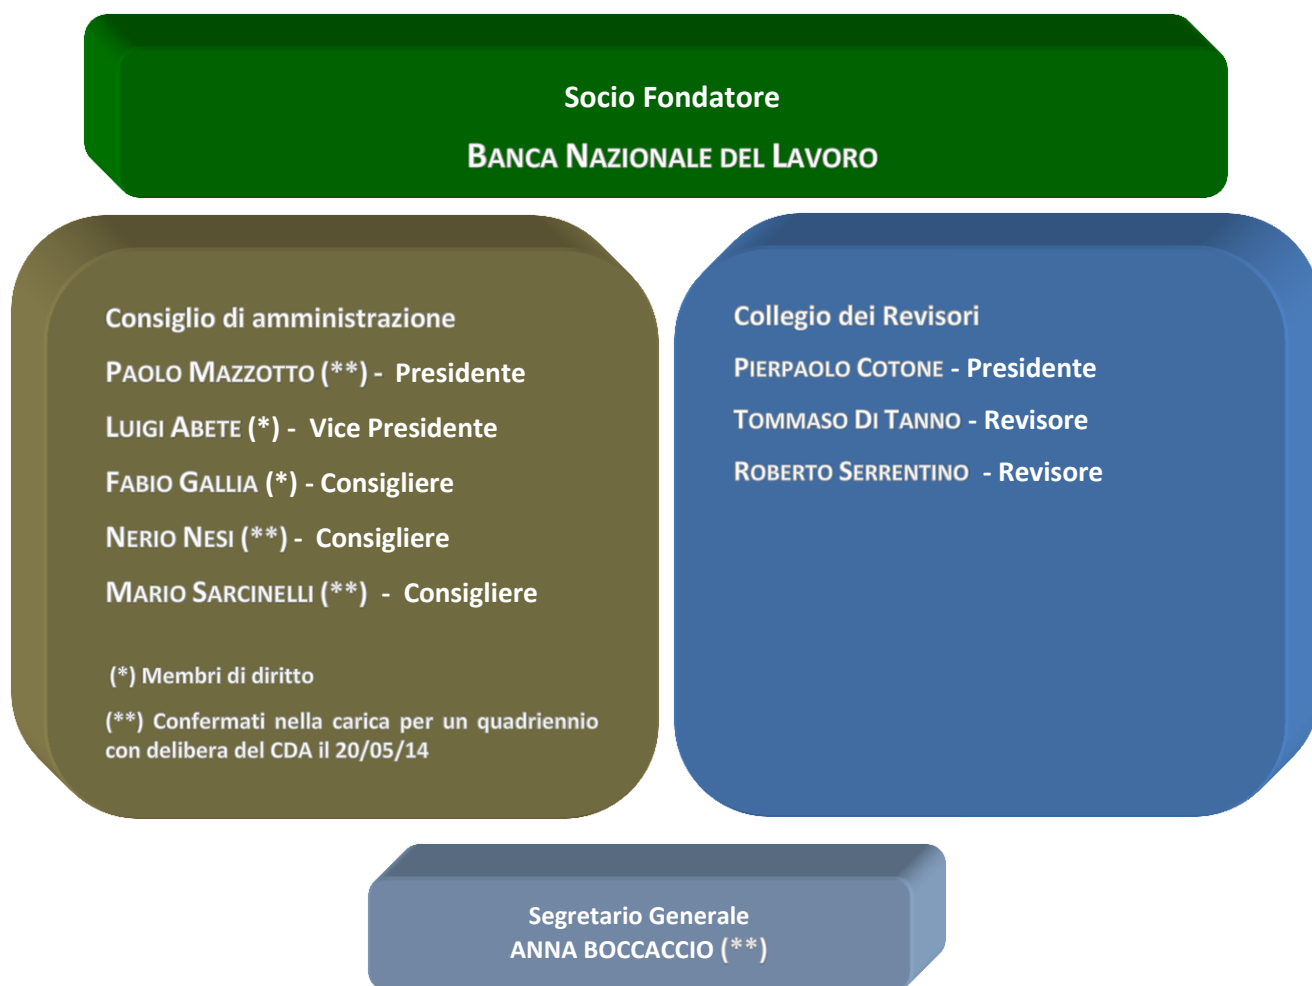 Socio Fondatore
BANCA NAZIONALE DEL LAVORO
Consiglio di amministrazione
PAOLO MAZZOTTO (**) - Presidente
LUIGI ABETE (*) - Vice Presidente
FABIO GALLIA (*) - Consigliere
NERIO NESI (**) - Consigliere
MARIO SARCINELLI (**) - Consigliere
(*) Membri di diritto
(**) Confermati nella carica per un quadriennio
con delibera del CDA il 20/05/14
Collegio dei Revisori
PIERPAOLO COTONE - Presidente
TOMMASO DI TANNO - Revisore
ROBERTO SERRENTINO - Revisore
Segretario Generale
ANNA BOCCACCIO (**)